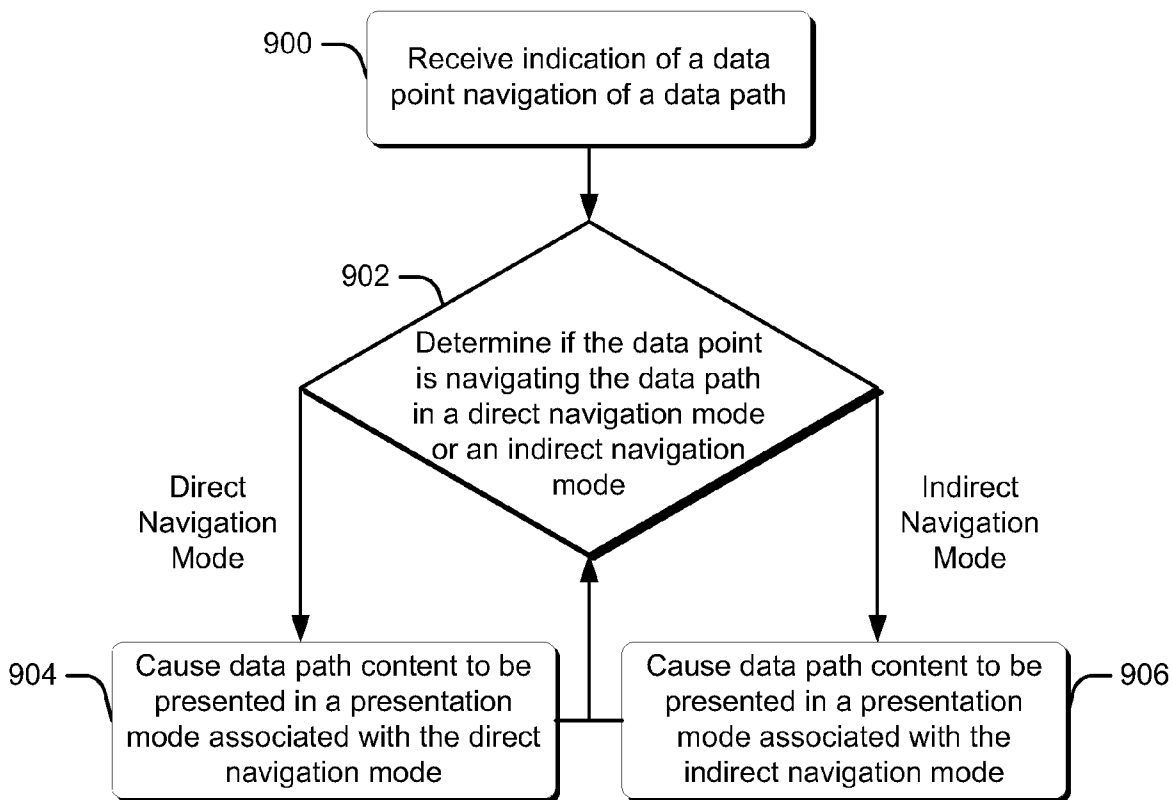 900
Receive indication of a data
point navigation of a data path
902
Determine if the data point
is navigating the data path
in a direct navigation mode
or an indirect navigation
mode
Direct
Navigation
Mode
Indirect
Navigation
Mode
904
Cause data path content to be
presented in a presentation
mode associated with the direct
navigation mode
Cause data path content to be
presented in a presentation
mode associated with the
indirect navigation mode
906